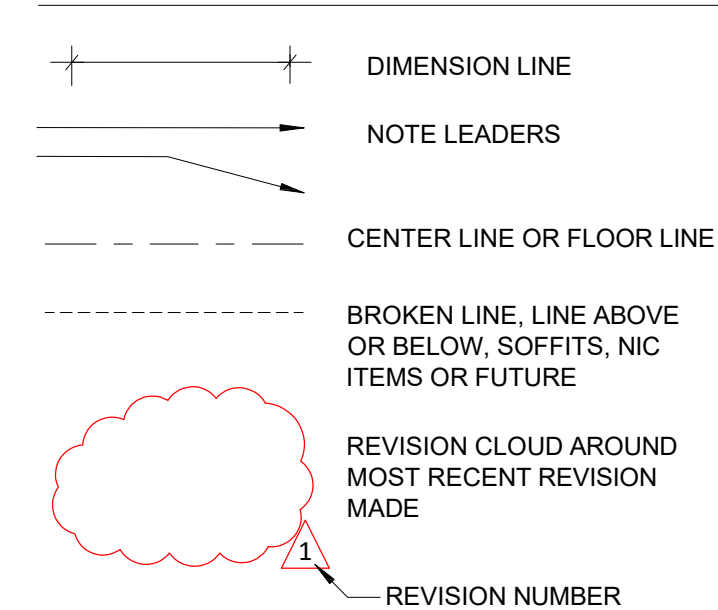 DIMENSION LINE
NOTE LEADERS
CENTER LINE OR FLOOR LINE
BROKEN LINE, LINE ABOVE
OR BELOW, SOFFITS, NIC
ITEMS OR FUTURE
REVISION CLOUD AROUND
MOST RECENT REVISION
MADE
1
REVISION NUMBER